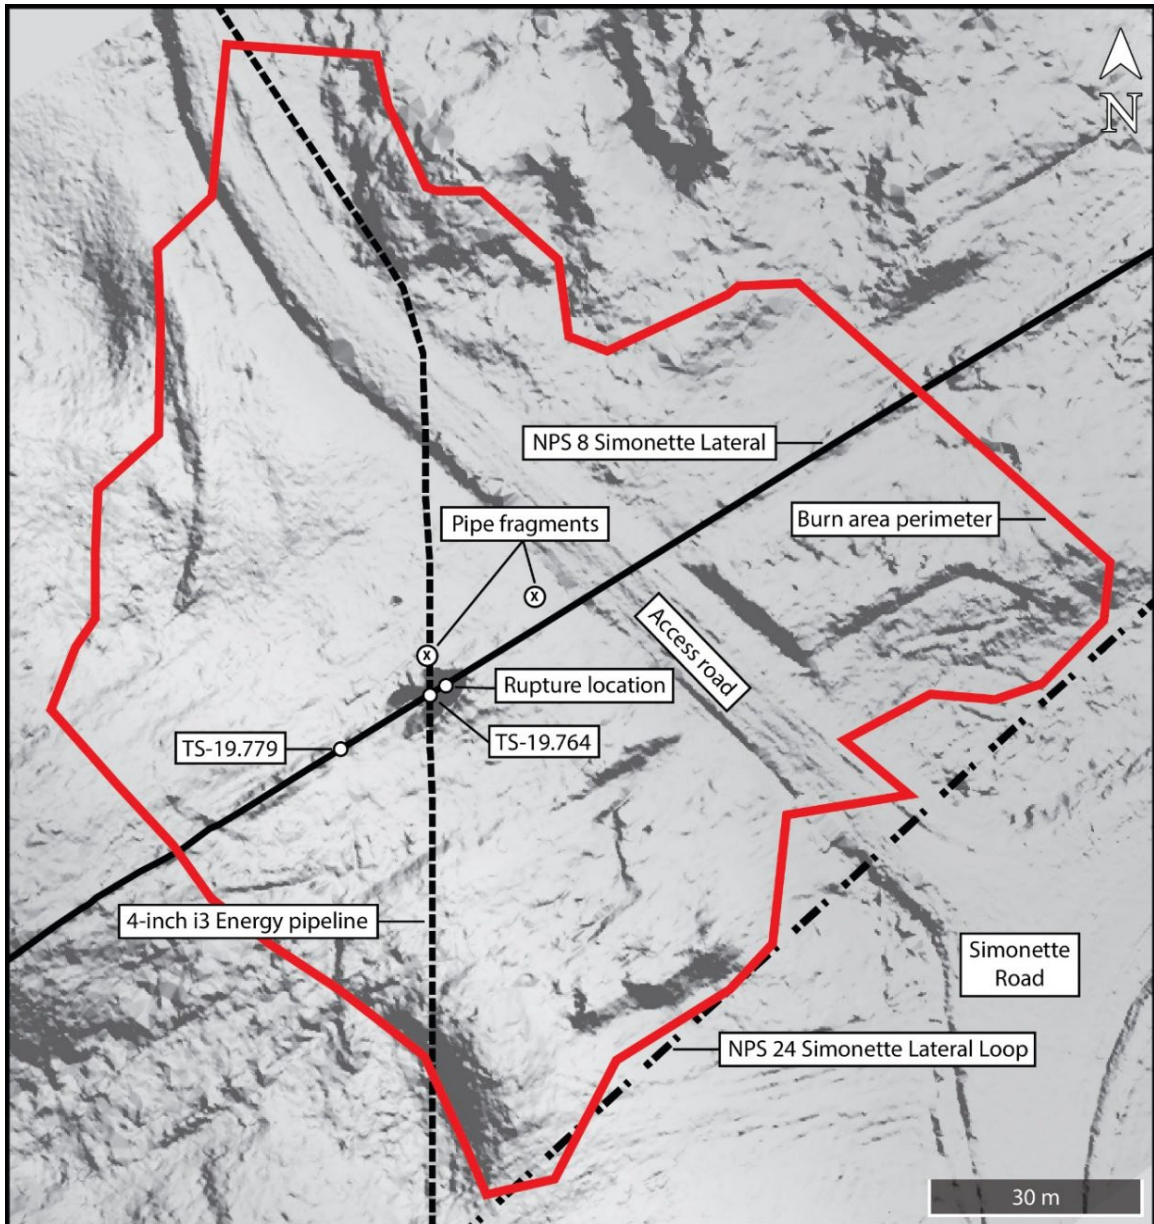 N
NPS 8 Simonette Lateral
Pipe fragments
Burn area perimeter
x
x
Access road
Rupture location
TS-19.779
TS-19.764
4-inch i3 Energy pipeline
Simonette
Road
NPS 24 Simonette Lateral Loop
30 m